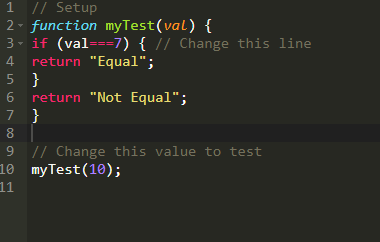 1 // Setup
2 function myTest(val) {
3 if (val===7) { // Change this line
4 return "Equal";
5 }
6 return "Not Equal";
7 }
8
9 // Change this value to test
10 myTest(10);
11